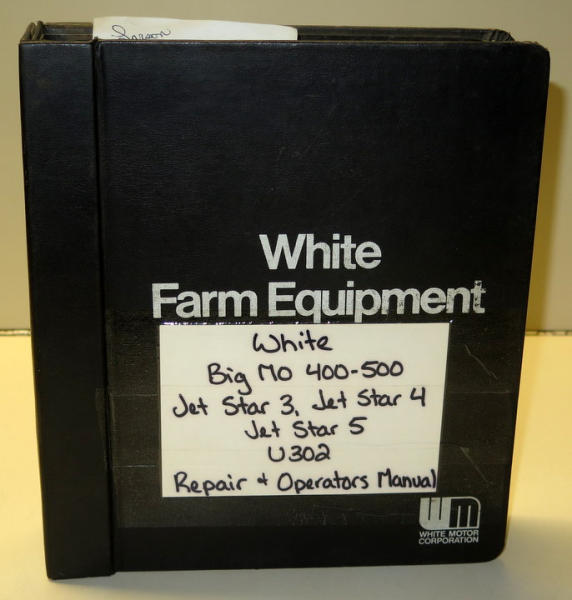 White
Farm Equipment
White
Big MO 400-500
Jet Star 3, Jet Star 4
Jet Star 5
U302
Repair & Operators Manual
WM
WHITE MOTOR
CORPORATION